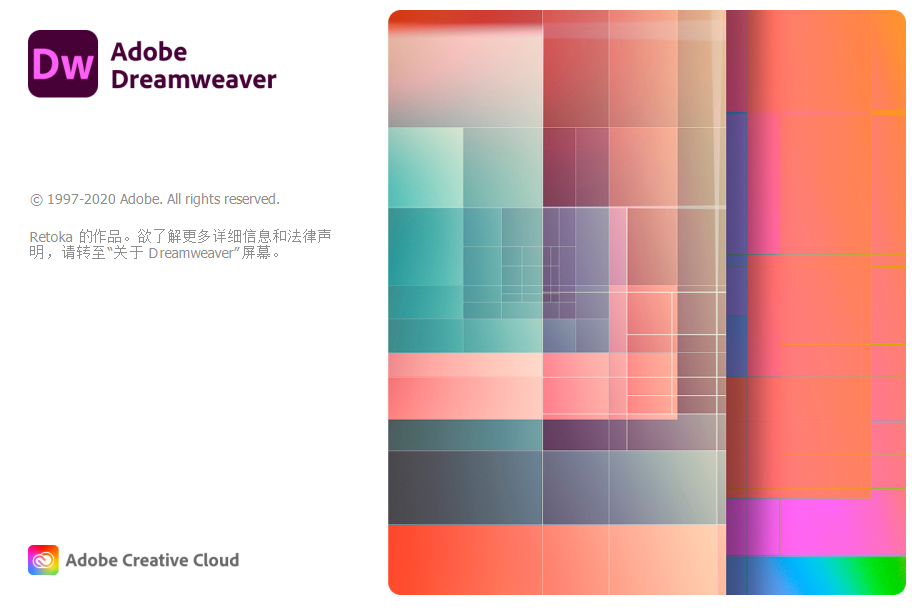 Dw
Adobe
Dreamweaver
© 1997-2020 Adobe. All rights reserved.
Retoka 的作品。欲了解更多详细信息和法律声
明，请转至“关于 Dreamweaver”屏幕。
Adobe Creative Cloud